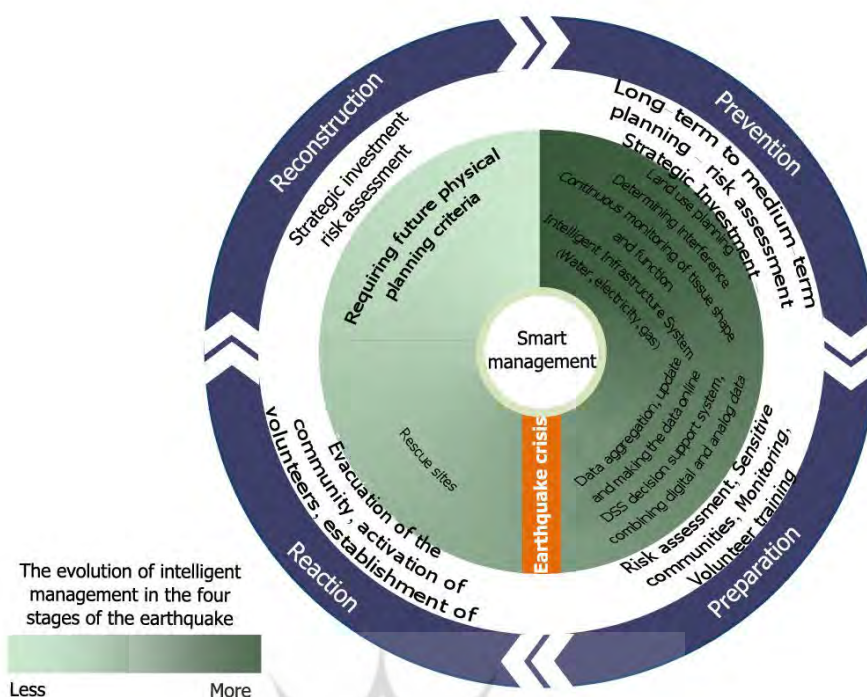 Reconstruction
Prevention
Strategic investment
risk assessment
Long-term to medium term
planning - risk assessment
Strategic Investment
Requiring future physical
planning criteria
Land use planning
Determining interference
Continuous monitoring of tissue shape
and function
Intelligent Infrastructure System
(Water, electricity, gas)
Smart
management
Data aggregation, update
and making the data online
DSS decision support system,
combining digital and analog data
Rescue sites
Earthquake crisis
Evacuation of the
community, activation of
volunteers, establishment of
Risk assessment, Sensitive
communities, Monitoring,
Volunteer training
Reaction
Preparation
The evolution of intelligent
management in the four
stages of the earthquake
Less More